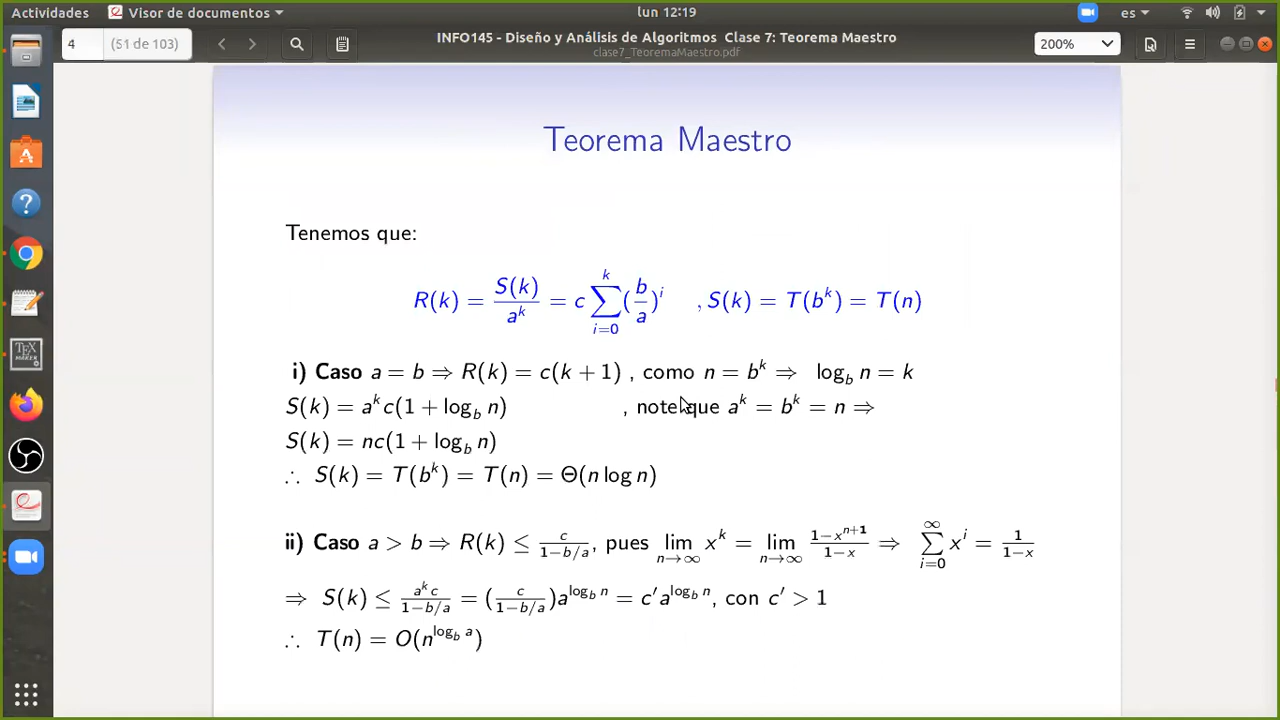 Actividades Visor de documentos lun 12:19 es
4 (51 de 103) INFO145 - Diseño y Análisis de Algoritmos Clase 7: Teorema Maestro 200%
clase7_TeoremaMaestro.pdf
Teorema Maestro
Tenemos que:
R(k) = S(k)/a^k = c ∑_{i=0}^{k} (b/a)^i , S(k) = T(b^k) = T(n)
i) Caso a = b ⇒ R(k) = c(k + 1) , como n = b^k ⇒ log_b n = k
S(k) = a^k c(1 + log_b n) , note que a^k = b^k = n ⇒
S(k) = nc(1 + log_b n)
∴ S(k) = T(b^k) = T(n) = Θ(n log n)
ii) Caso a > b ⇒ R(k) ≤ c/(1−b/a), pues lim_{n→∞} x^k = lim_{n→∞} (1−x^{n+1})/(1−x) ⇒ ∑_{i=0}^{∞} x^i = 1/(1−x)
⇒ S(k) ≤ a^k c/(1−b/a) = (c/(1−b/a))a^{log_b n} = c′a^{log_b n}, con c′ > 1
∴ T(n) = O(n^{log_b a})